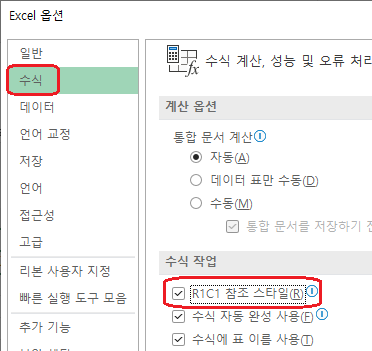 Excel 옵션
일반
수식
데이터
언어 교정
저장
언어
접근성
고급
리본 사용자 지정
빠른 실행 도구 모음
추가 기능
fx
수식 계산, 성능 및 오류 처리
계산 옵션
통합 문서 계산
자동(A)
데이터 표만 수동(D)
수동(M)
통합 문서를 저장하기 전
수식 작업
R1C1 참조 스타일(R)
수식 자동 완성 사용(F)
수식에 표 이름 사용(T)